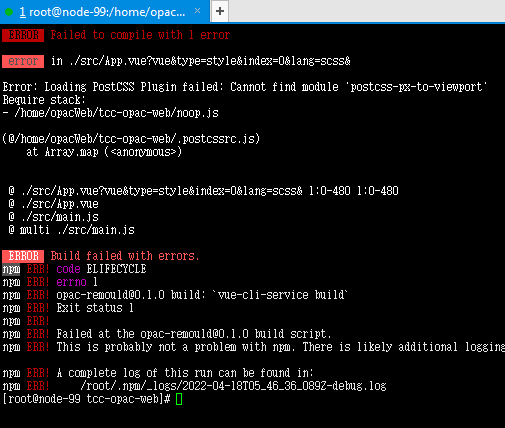 1 root@node-99:/home/opac...
ERROR Failed to compile with 1 error
error in ./src/App.vue?vue&type=style&index=0&lang=scss&
Error: Loading PostCSS Plugin failed: Cannot find module 'postcss-px-to-viewport'
Require stack:
- /home/opacWeb/tcc-opac-web/noop.js
(@/home/opacWeb/tcc-opac-web/.postcssrc.js)
at Array.map (<anonymous>)
@ ./src/App.vue?vue&type=style&index=0&lang=scss& 1:0-480 1:0-480
@ ./src/App.vue
@ ./src/main.js
@ multi ./src/main.js
ERROR Build failed with errors.
npm ERR! code ELIFECYCLE
npm ERR! errno 1
npm ERR! opac-remould@0.1.0 build: `vue-cli-service build`
npm ERR! Exit status 1
npm ERR!
npm ERR! Failed at the opac-remould@0.1.0 build script.
npm ERR! This is probably not a problem with npm. There is likely additional logging
npm ERR! A complete log of this run can be found in:
npm ERR! /root/.npm/_logs/2022-04-18T05_46_36_089Z-debug.log
[root@node-99 tcc-opac-web]#